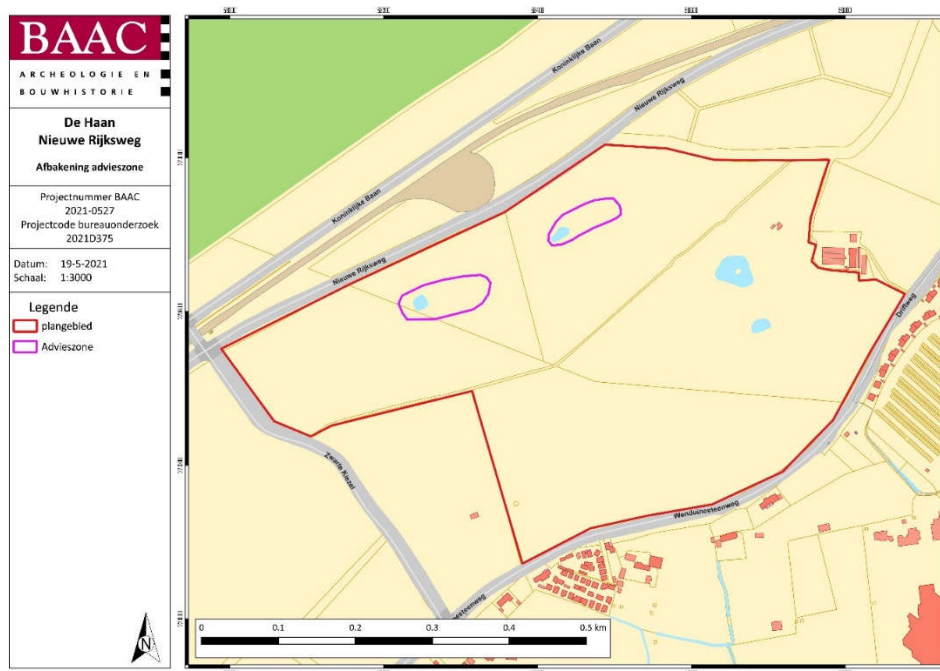 BAAC
ARCHEOLOGIE EN
BOUWHISTORIE
De Haan
Nieuwe Rijksweg
Afbakening advieszone
Projectnummer BAAC
2021-0527
Projectcode bureauonderzoek
2021D375
Datum: 19-5-2021
Schaal: 1:3000
Legende
plangebied
Advieszone
N
Koninklijke Baan
Nieuwe Rijksweg
Koninklijke Baan
Nieuwe Rijksweg
Driftweg
Zwarte Kiezel
Wenduinesteenweg
0 0.1 0.2 0.3 0.4 0.5 km